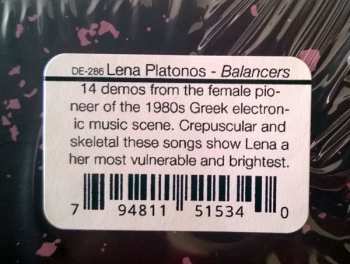 DE-286 Lena Platonos - Balancers
14 demos from the female pio-
neer of the 1980s Greek electron-
ic music scene. Crepuscular and
skeletal these songs show Lena a
her most vulnerable and brightest.
7 94811 51534 0